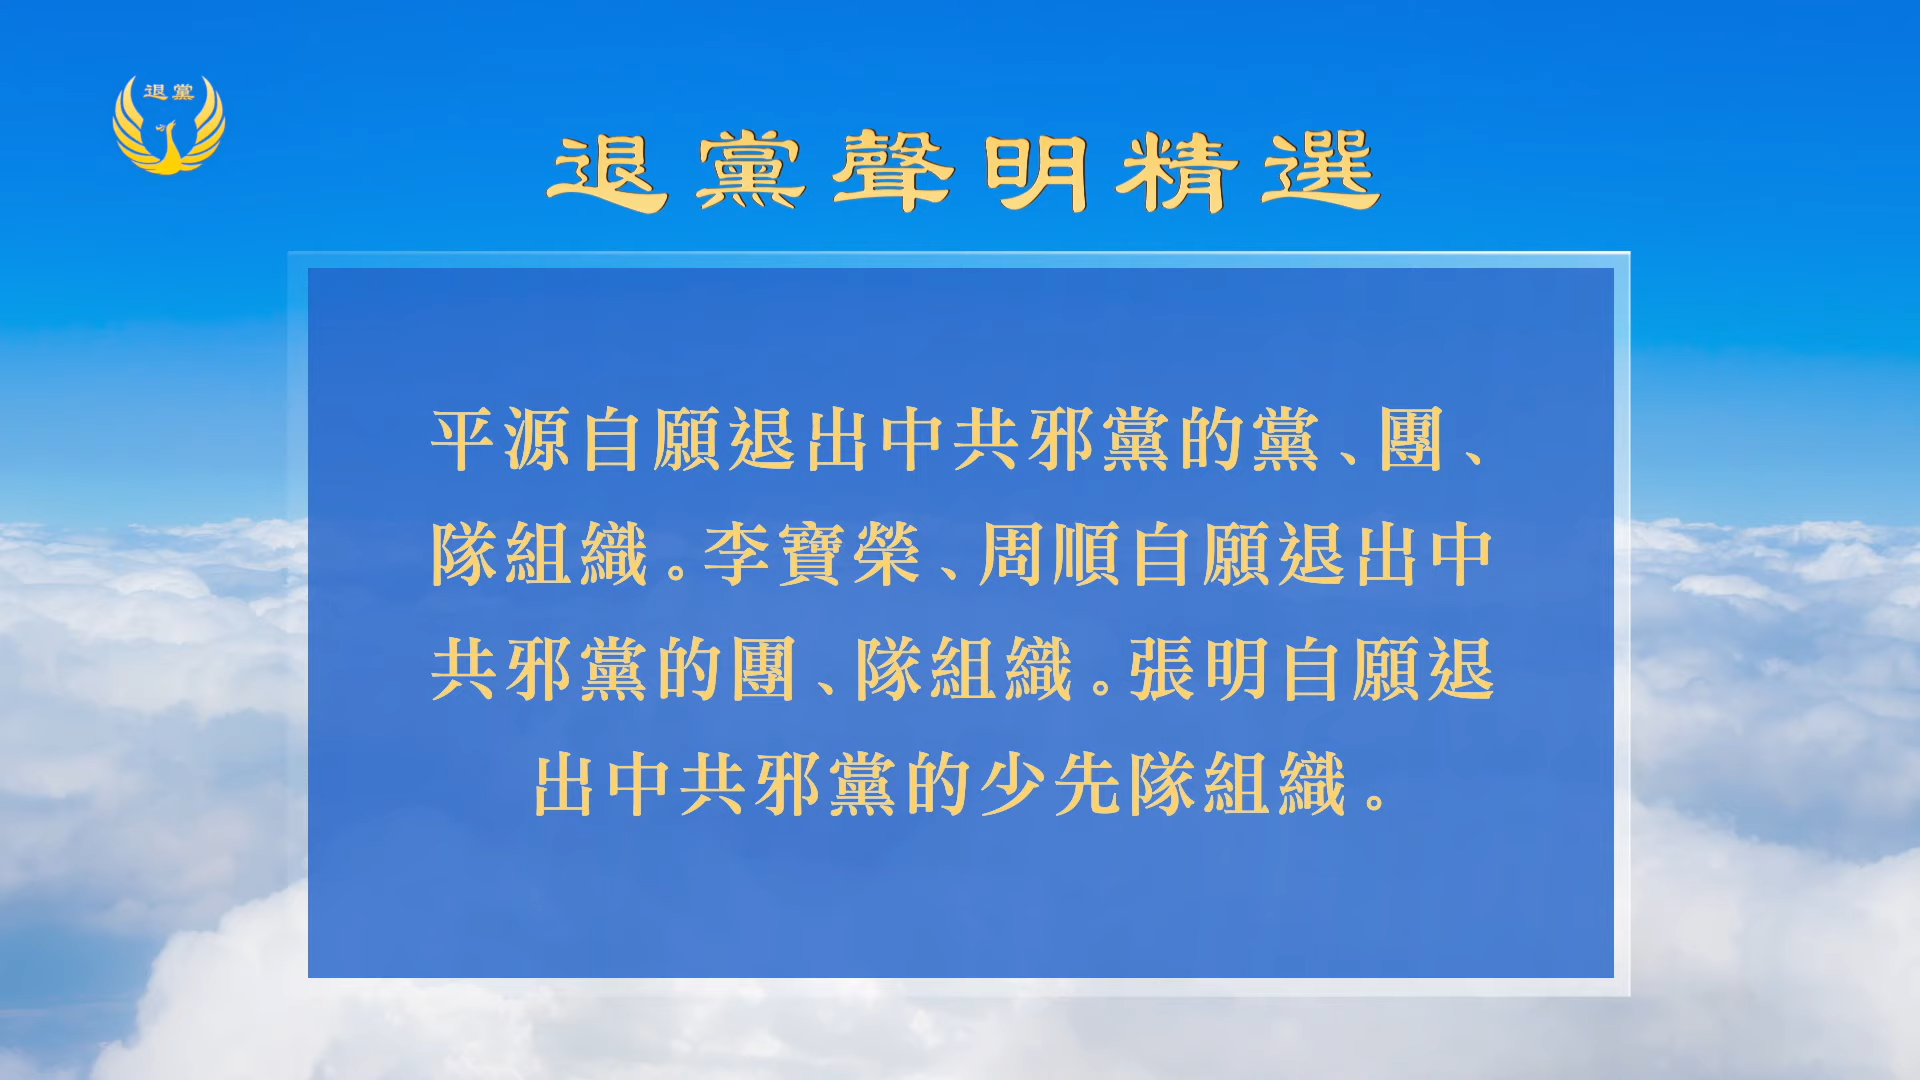 退黨
退黨聲明精選
平源自願退出中共邪黨的黨、團、
隊組織。李寶榮、周順自願退出中
共邪黨的團、隊組織。張明自願退
出中共邪黨的少先隊組織。